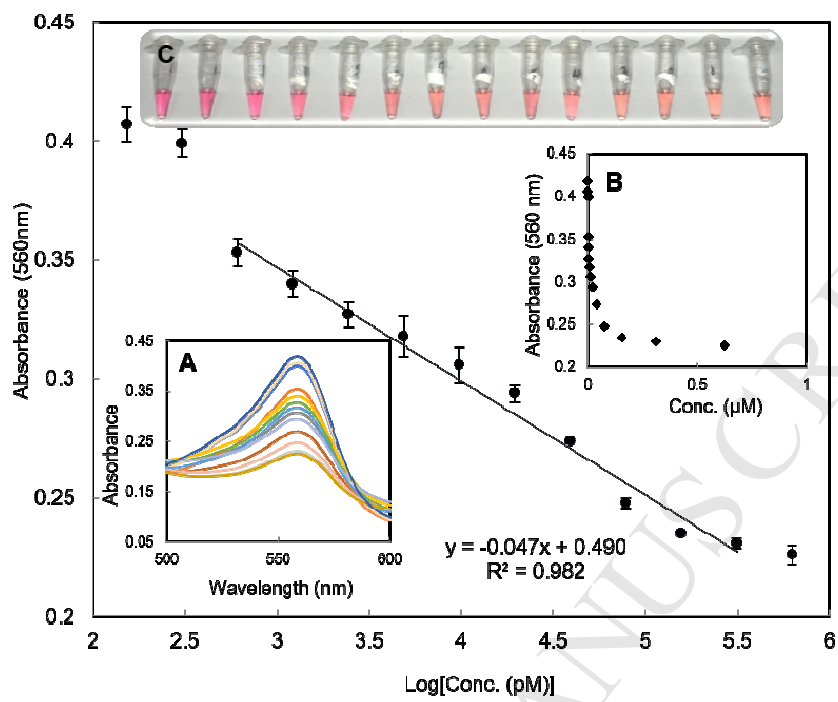 C
0.45
0.4
0.35
0.3
0.25
0.2
Absorbance (560nm)
2
2.5
3
3.5
4
4.5
5
5.5
6
Log[Conc. (pM)]
y = -0.047x + 0.490
R² = 0.982
A
0.45
0.35
0.25
0.15
0.05
Absorbance
500
550
600
Wavelength (nm)
B
0.45
0.4
0.35
0.3
0.25
0.2
Absorbance (560 nm)
0
0.5
1
Conc. (µM)
ANUSCRI